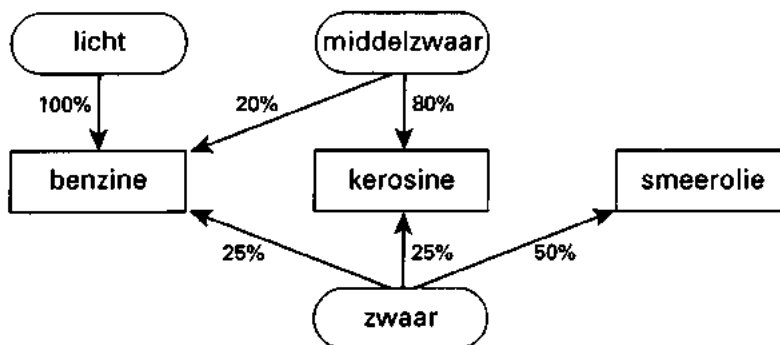 licht middelzwaar
100% 20% 80%
benzine kerosine smeerolie
25% 25% 50%
zwaar